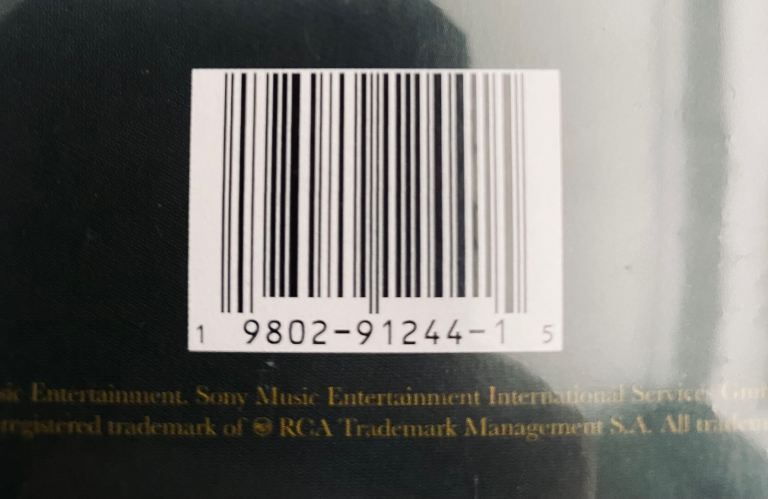 1 9802-91244-1 5
Entertainment. Sony Music Entertainment International Services
registered trademark of RCA Trademark Management S.A. All